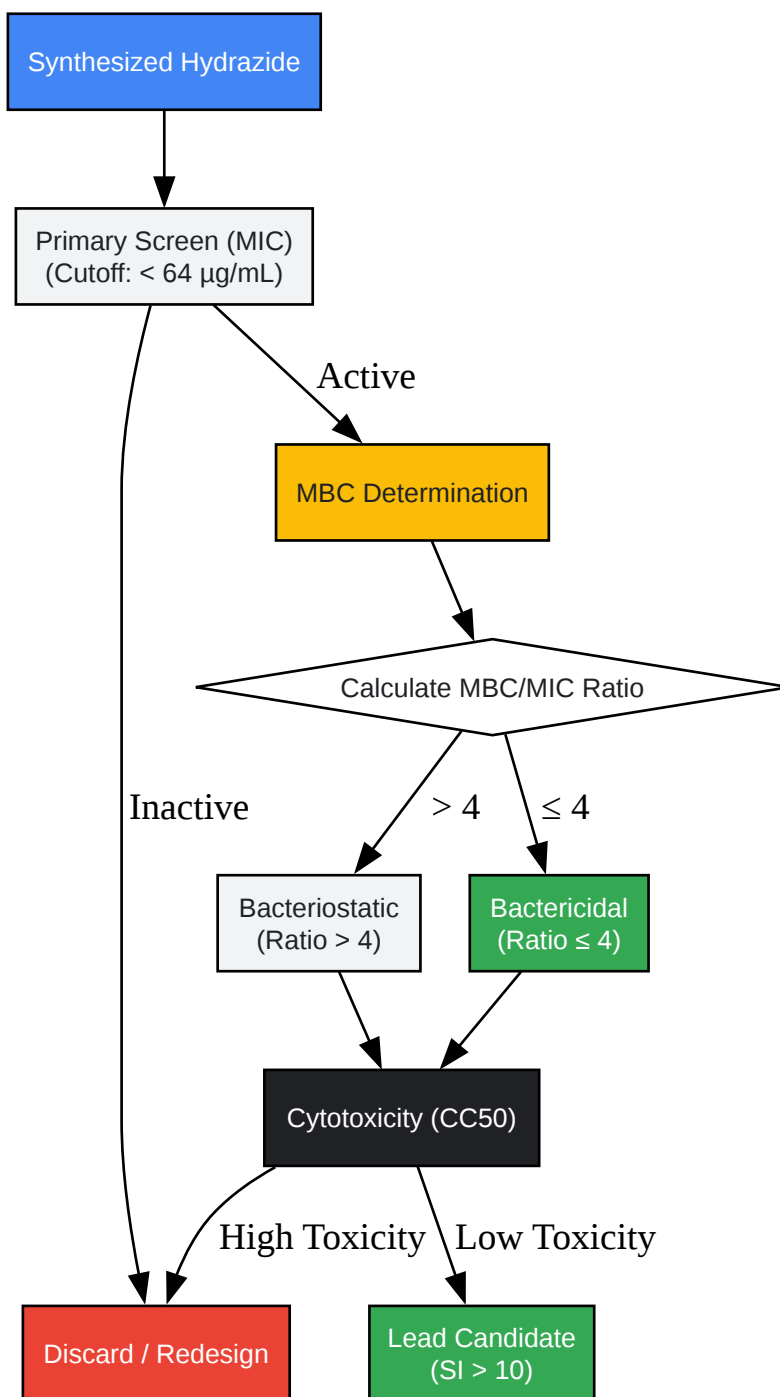 Synthesized Hydrazide
Primary Screen (MIC)
(Cutoff: < 64 µg/mL)
Active
MBC Determination
Calculate MBC/MIC Ratio
Inactive
> 4
≤ 4
Bacteriostatic
(Ratio > 4)
Bactericidal
(Ratio ≤ 4)
Cytotoxicity (CC50)
High Toxicity
Low Toxicity
Discard / Redesign
Lead Candidate
(SI > 10)